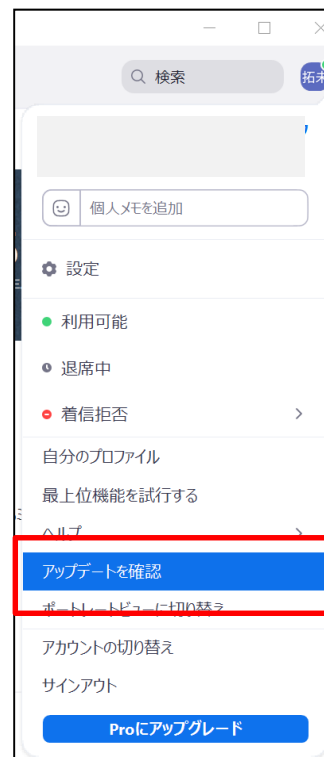 検索
拓未
個人メモを追加
設定
利用可能
退席中
着信拒否
自分のプロファイル
最上位機能を試行する
ヘルプ
アップデートを確認
ポートレートビューに切り替え
アカウントの切り替え
サインアウト
Proにアップグレード